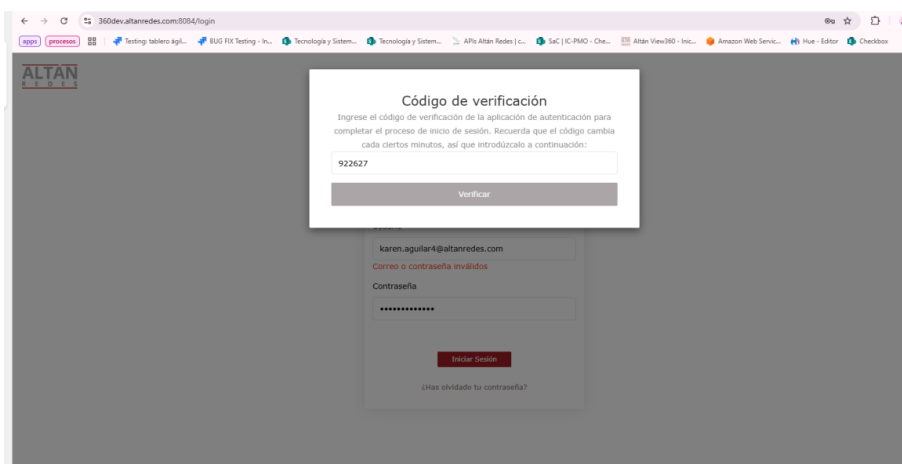 360dev.altanredes.com:8084/login
apps procesos Testing: tablero ágil... BUG FIX Testing - In... Tecnología y Sistem... Tecnología y Sistem... APIs Altán Redes | c... SaC | IC-PMO - Che... Altán View360 - Inic... Amazon Web Servic... Hue - Editor Checkbox
ALTÁN
REDES
Código de verificación
Ingrese el código de verificación de la aplicación de autenticación para
completar el proceso de inicio de sesión. Recuerda que el código cambia
cada ciertos minutos, así que introdúzcalo a continuación:
922627
Verificar
karen.aguilar4@altanredes.com
Correo o contraseña inválidos
Contraseña
•••••••••••••
Iniciar Sesión
¿Has olvidado tu contraseña?